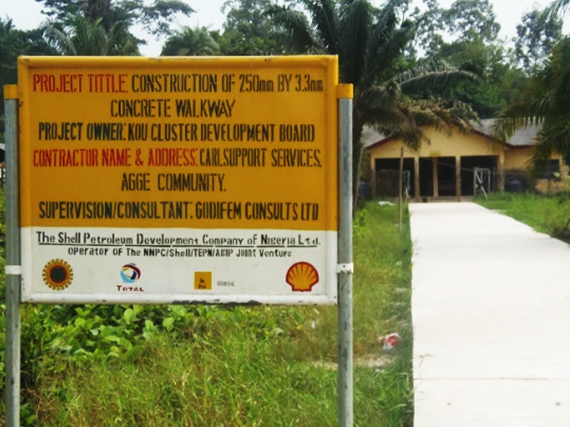 PROJECT TITTLE: CONSTRUCTION OF 250mm BY 3.3mm
CONCRETE WALKWAY
PROJECT OWNER: KOU CLUSTER DEVELOPMENT BOARD
CONTRACTOR NAME & ADDRESS: CARLSUPPORT SERVICES,
AGGE COMMUNITY.
SUPERVISION/CONSULTANT: GODIFEM CONSULTS LTD
The Shell Petroleum Development Company of Nigeria Ltd.
Operator of the NNPC/Shell/TEPN/AGIP Joint Venture
TOTAL